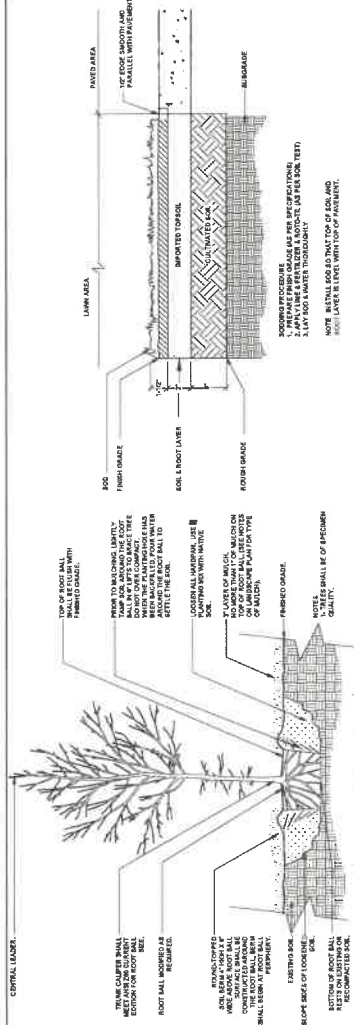 CENTRAL LEADER.
TRUNK CALIPER SHALL
MEET ANSI Z60 CURRENT
EDITION FOR ROOT BALL
SIZE.
ROOT BALL MODIFIED AS
REQUIRED.
ROUND-TOPPED
SOIL BERM 4" HIGH X 8"
WIDE ABOVE ROOT BALL
SURFACE SHALL BE
CONSTRUCTED AROUND
THE ROOT BALL. BERM
SHALL BEGIN AT ROOT BALL
PERIPHERY.
EXISTING SOIL.
SLOPE SIDES OF LOOSENED
SOIL.
BOTTOM OF ROOT BALL
RESTS ON EXISTING OR
RECOMPACTED SOIL.
TOP OF ROOT BALL
SHALL BE FLUSH WITH
FINISHED GRADE.
PRIOR TO MULCHING, LIGHTLY
TAMP SOIL AROUND THE ROOT
BALL IN 6" LIFTS TO BRACE TREE.
DO NOT OVER COMPACT.
WHEN THE PLANTING HOLE HAS
BEEN BACKFILLED, POUR WATER
AROUND THE ROOT BALL TO
SETTLE THE SOIL.
LOOSEN ALL HARDPAN. USE
PLANTING MIX WITH NATIVE
SOIL.
3" LAYER OF MULCH.
NO MORE THAN 1" OF MULCH ON
TOP OF ROOT BALL. (SEE NOTES
ON LANDSCAPE PLAN FOR TYPE
OF MULCH).
FINISHED GRADE.
NOTES
1- TREES SHALL BE OF SPECIMEN
QUALITY.
LAWN AREA
PAVED AREA
1/2" EDGE SMOOTH AND
PARALLEL WITH PAVEMENT
SOD
FINISH GRADE
1-1/2"
SOIL & ROOT LAYER
ROUGH GRADE
IMPORTED TOPSOIL
CULTIVATED SOIL
SUBGRADE
SODDING PROCEDURE
1. PREPARE FINISH GRADE (AS PER SPECIFICATIONS)
2. APPLY LIME & FERTILIZER & ROTO-TIL (AS PER SOIL TEST)
3. LAY SOD & WATER THOROUGHLY
NOTE INSTALL SOD SO THAT TOP OF SOIL AND
ROOT LAYER IS LEVEL WITH TOP OF PAVEMENT.